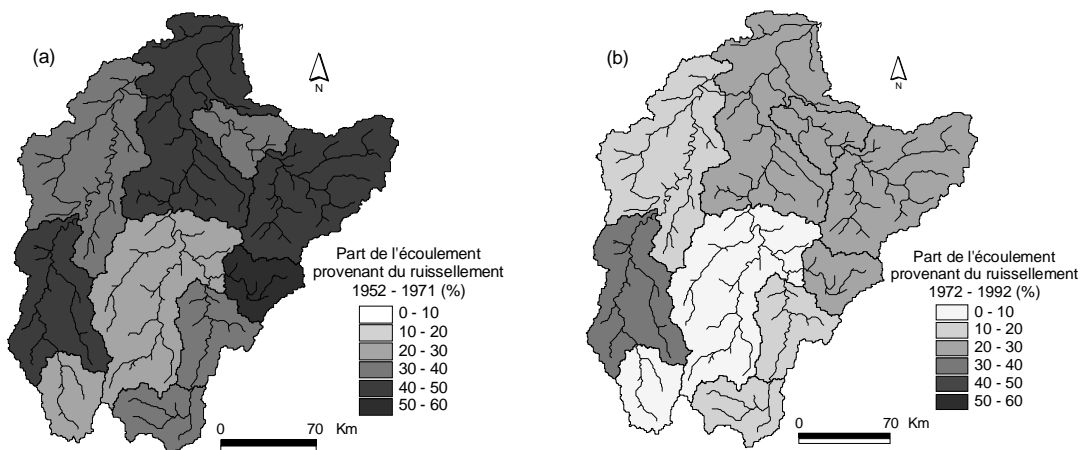 (a)
N
Part de l'écoulement
provenant du ruissellement
1952 - 1971 (%)
0 - 10
10 - 20
20 - 30
30 - 40
40 - 50
50 - 60
0 70 Km
(b)
N
Part de l'écoulement
provenant du ruissellement
1972 - 1992 (%)
0 - 10
10 - 20
20 - 30
30 - 40
40 - 50
50 - 60
0 70 Km